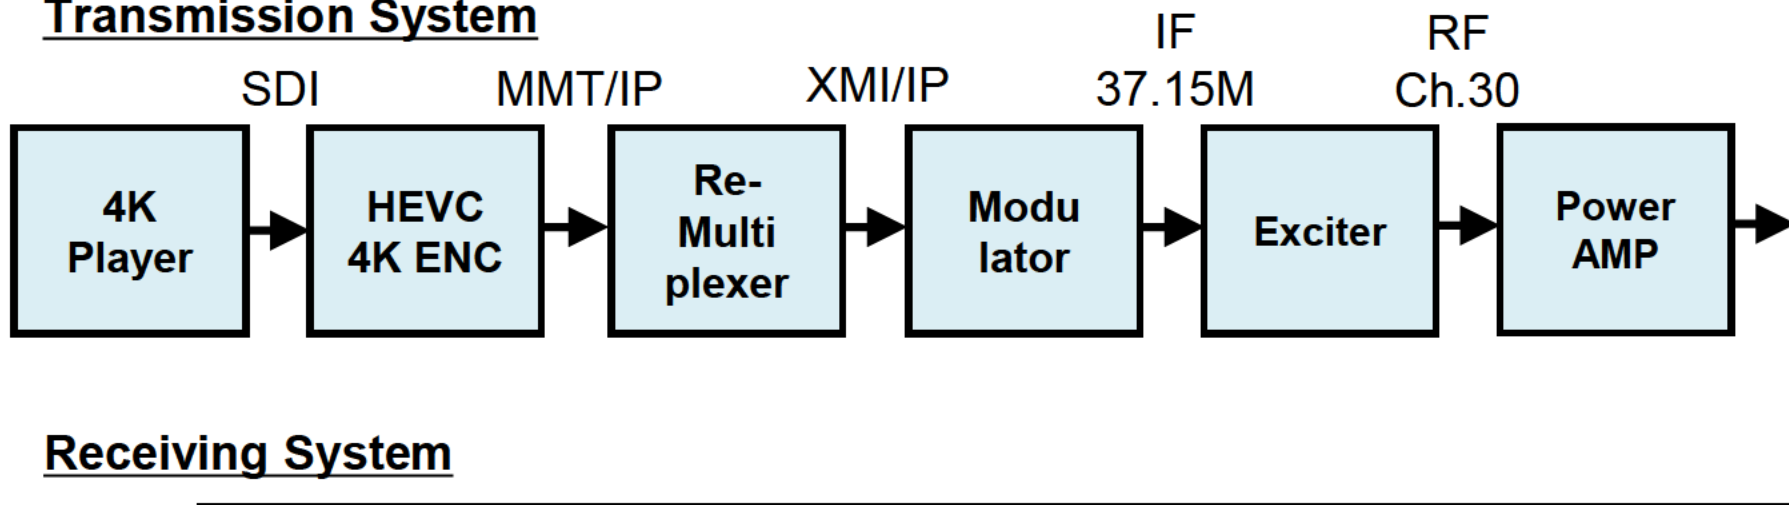 Transmission System
IF
RF
SDI
MMT/IP
XMI/IP
37.15M
Ch.30
4K
Player
HEVC
4K ENC
Re-
Multi
plexer
Modu
lator
Exciter
Power
AMP
Receiving System